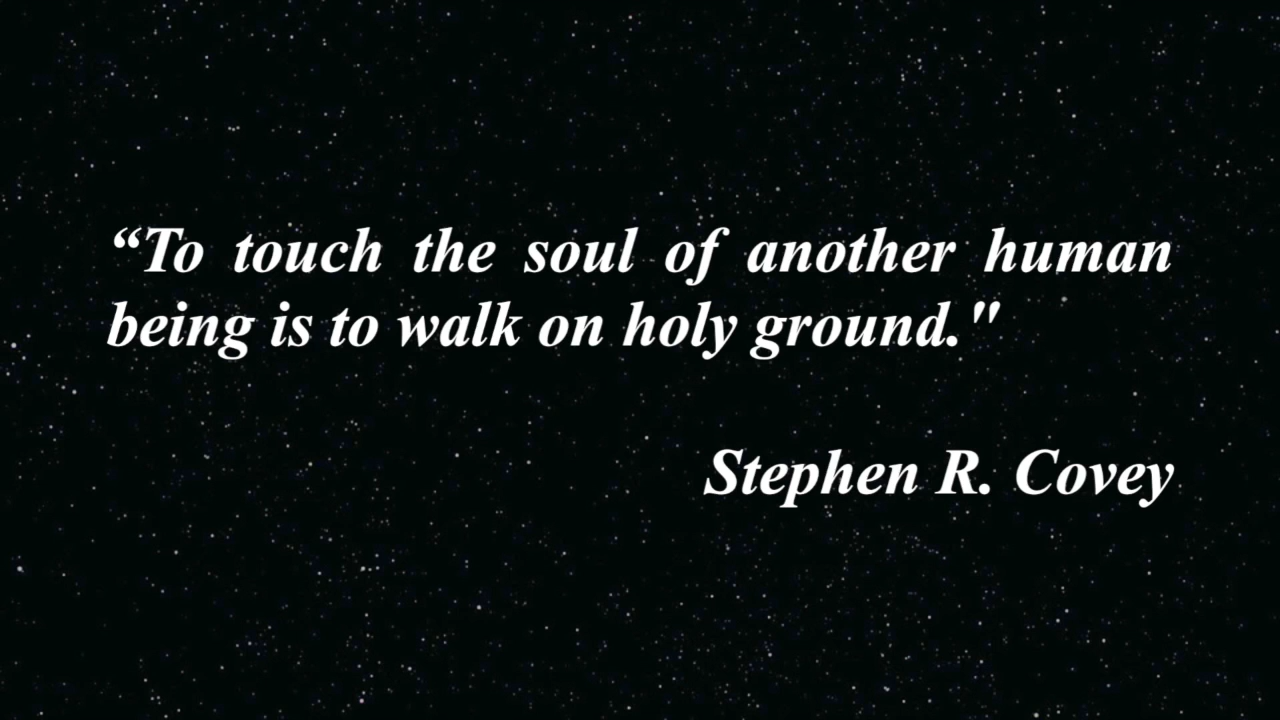 “To touch the soul of another human
being is to walk on holy ground."
Stephen R. Covey